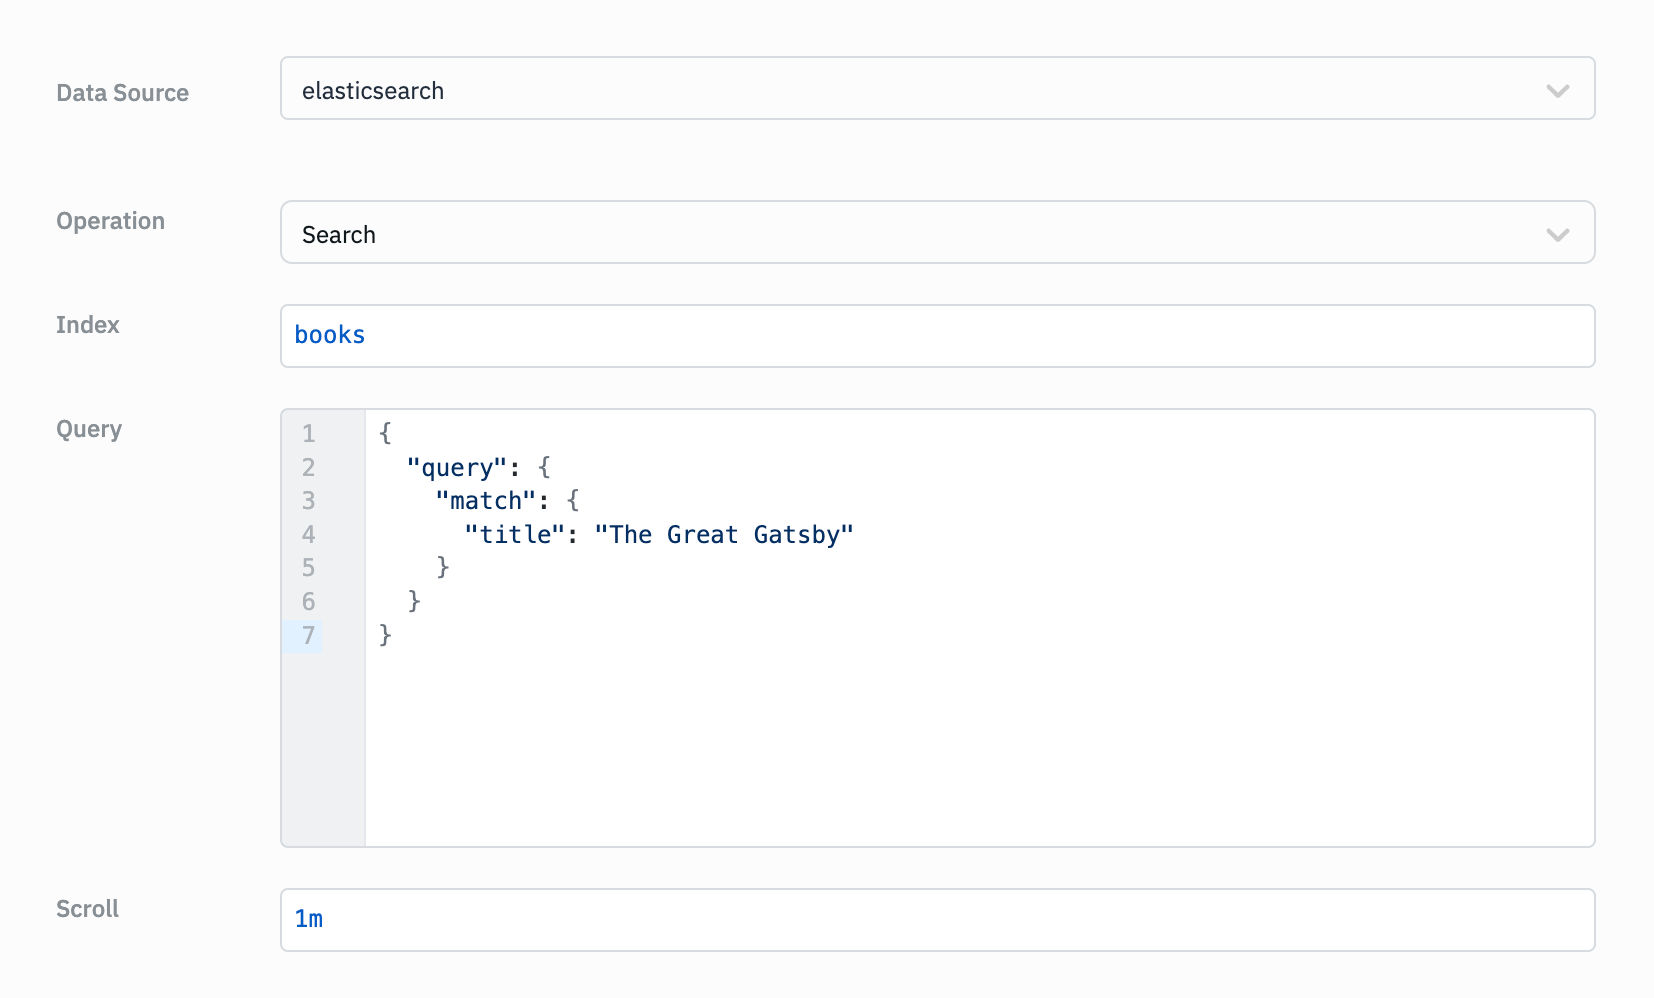 Data Source
elasticsearch
Operation
Search
Index
books
Query
1 {
2   "query": {
3     "match": {
4       "title": "The Great Gatsby"
5     }
6   }
7 }
Scroll
1m